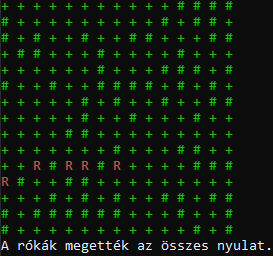 + + + + + + + + + + + # # # #
# + + + + + + + + + # + # # +
# + # + + # + + # # + + # # +
+ # # + + # + + + + # + + + +
# + + + + # + + + # # # + # #
# + + # + + # # # # + # + + #
+ + + + + # + # + # + + # # #
+ + + + + # + + # + + + # + +
+ + + + # # + + + + + + + + +
# + + + + + + + + + + + # + #
+ + R # R R # R + + + + # # #
R # + + # # + + + + + + + + #
+ + + # + + + + + + # # + + #
+ # # # # # # # + + + # # + +
# # + + + + + + + + # + # + +
A rókák megették az összes nyulat.